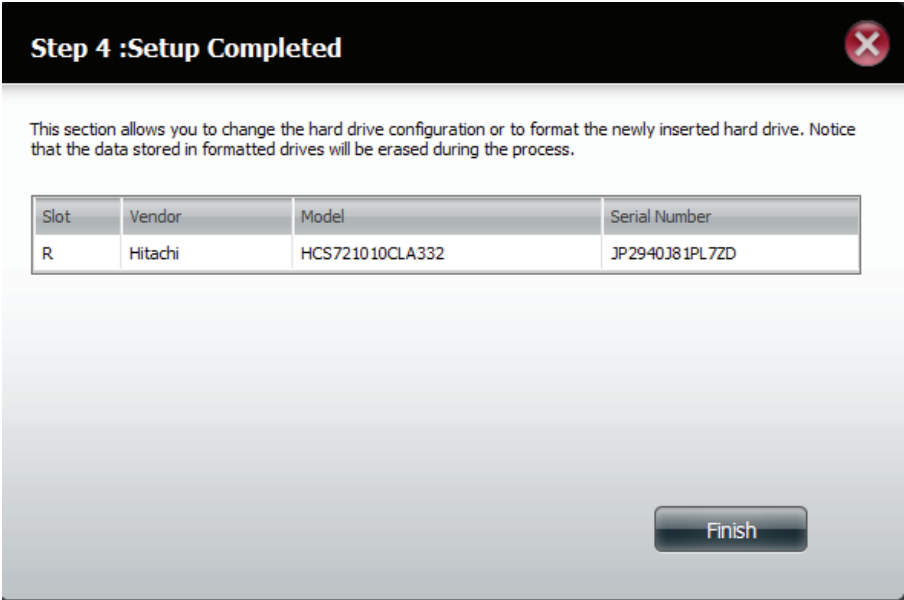 Step 4 :Setup Completed
This section allows you to change the hard drive configuration or to format the newly inserted hard drive. Notice
that the data stored in formatted drives will be erased during the process.
Slot Vendor Model Serial Number
R Hitachi HCS721010CLA332 JP2940J81PL7ZD
Finish